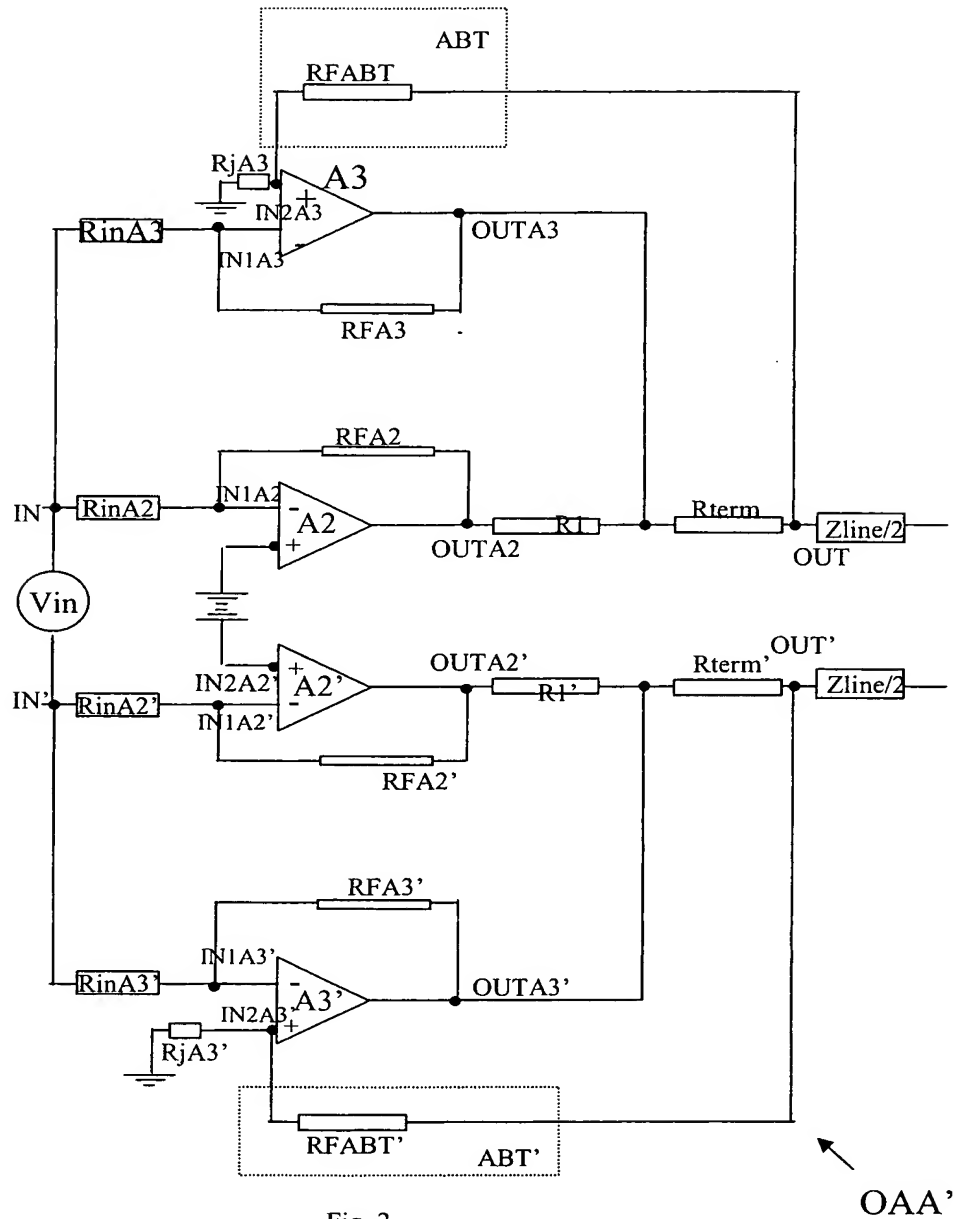 ABT
RFABT
RjA3
A3
+
IN2A3
RinA3
OUTA3
IN1A3
-
RFA3
RFA2
IN
RinA2
IN1A2
-
A2
+
OUTA2
R1
Rterm
Zline/2
OUT
Vin
OUT'
OUTA2'
+
IN2A2'
A2'
Rterm'
IN'
RinA2'
IN1A2'
-
R1'
Zline/2
RFA2'
RFA3'
IN1A3'
RinA3'
-
A3'
OUTA3'
IN2A3'
+
RjA3'
RFABT'
ABT'
OAA'